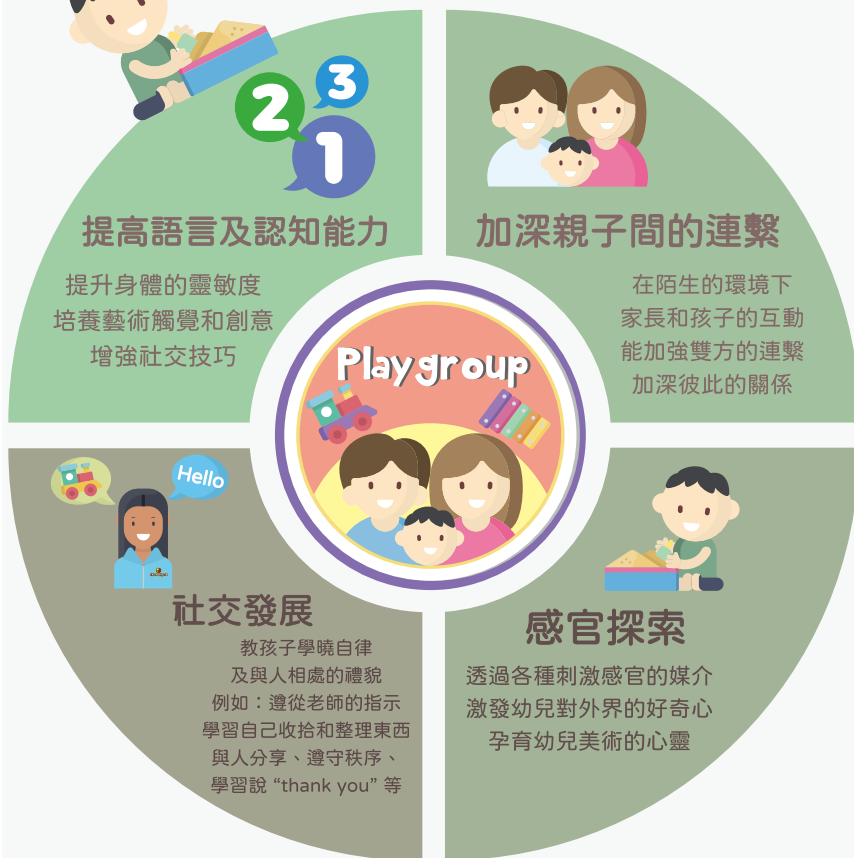 3
2
1
提高語言及認知能力
提升身體的靈敏度
培養藝術觸覺和創意
增強社交技巧
加深親子間的連繫
在陌生的環境下
家長和孩子的互動
能加強雙方的連繫
加深彼此的關係
Playgroup
Hello
社交發展
教孩子學曉自律
及與人相處的禮貌
例如：遵從老師的指示
學習自己收拾和整理東西
與人分享、遵守秩序、
學習說 “thank you” 等
感官探索
透過各種刺激感官的媒介
激發幼兒對外界的好奇心
孕育幼兒美術的心靈